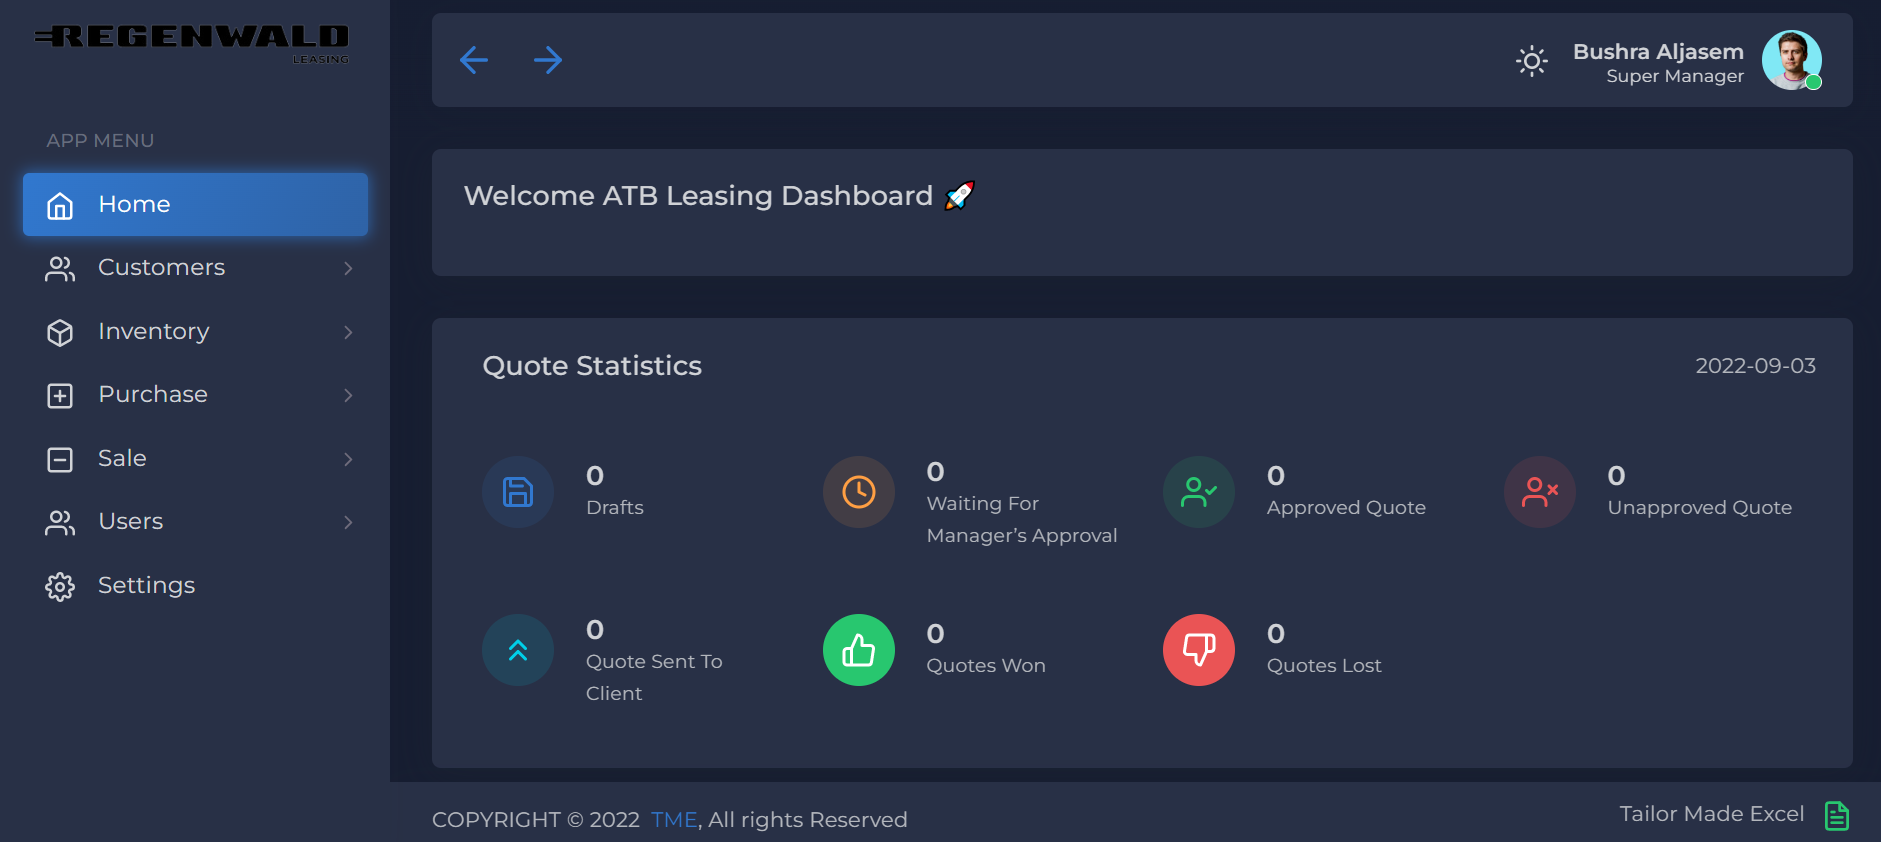 REGENWALD
LEASING
APP MENU
Home
Customers
Inventory
Purchase
Sale
Users
Settings
Bushra Aljasem
Super Manager
Welcome ATB Leasing Dashboard 🚀
Quote Statistics
2022-09-03
0
Drafts
0
Waiting For
Manager’s Approval
0
Approved Quote
0
Unapproved Quote
0
Quote Sent To
Client
0
Quotes Won
0
Quotes Lost
COPYRIGHT © 2022 TME, All rights Reserved
Tailor Made Excel